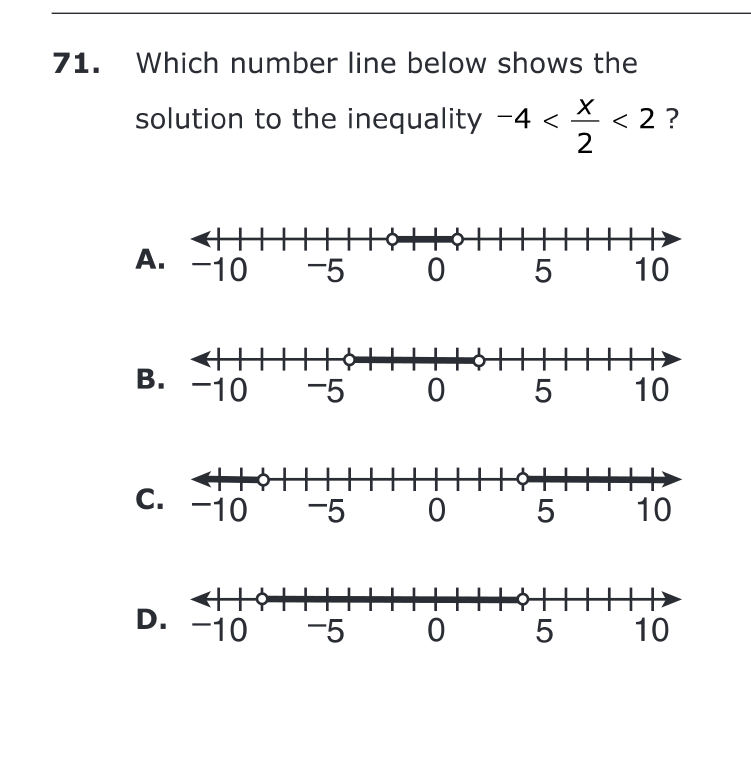 71. Which number line below shows the
solution to the inequality −4 < x/2 < 2 ?
A. −10 −5 0 5 10
B. −10 −5 0 5 10
C. −10 −5 0 5 10
D. −10 −5 0 5 10